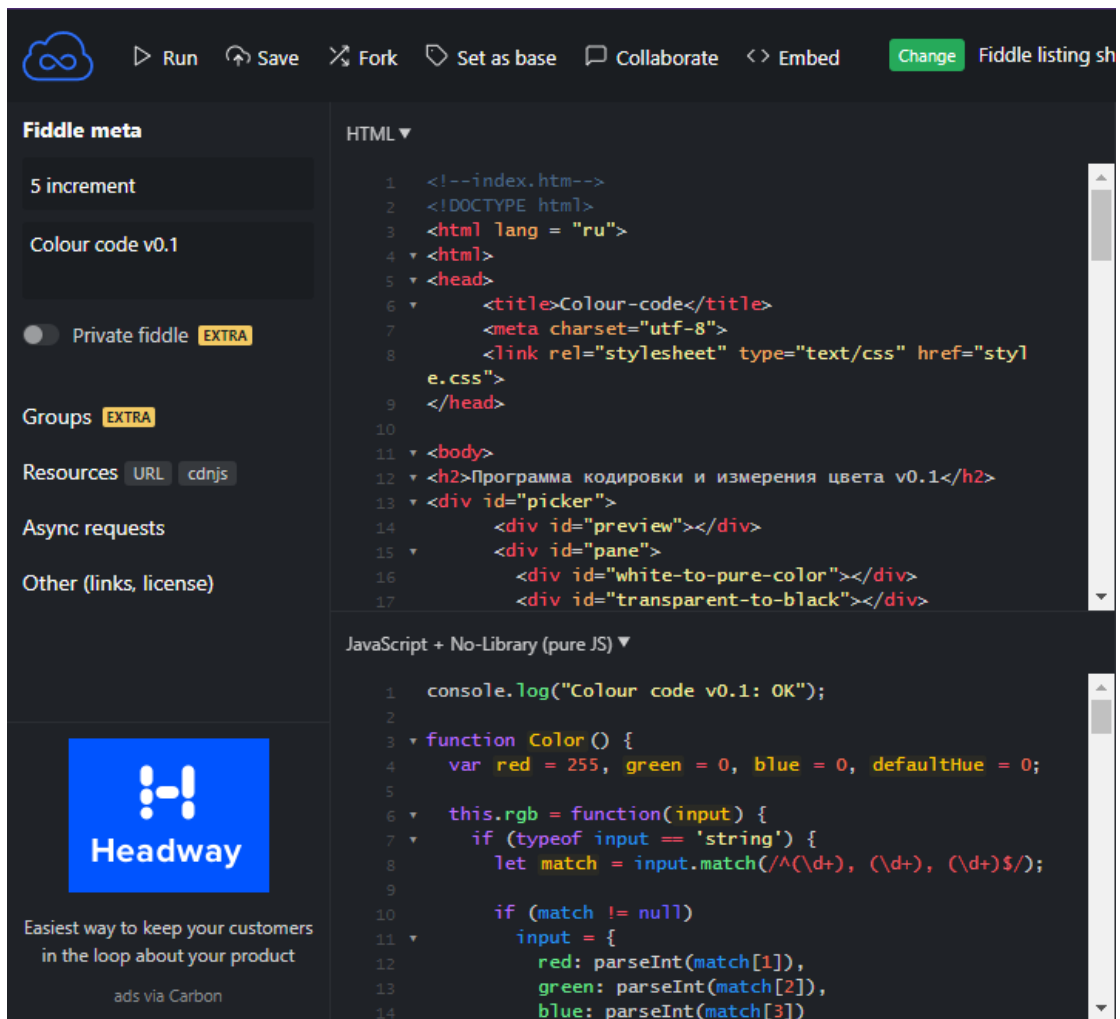 Run Save Fork Set as base Collaborate Embed Change Fiddle listing sh
Fiddle meta
5 increment
Colour code v0.1
Private fiddle EXTRA
Groups EXTRA
Resources URL cdnjs
Async requests
Other (links, license)
Headway
Easiest way to keep your customers
in the loop about your product
ads via Carbon
HTML ▼
1 <!--index.htm-->
2 <!DOCTYPE html>
3 <html lang = "ru">
4 <html>
5 <head>
6 <title>Colour-code</title>
7 <meta charset="utf-8">
8 <link rel="stylesheet" type="text/css" href="styl
e.css">
9 </head>
10
11 <body>
12 <h2>Программа кодировки и измерения цвета v0.1</h2>
13 <div id="picker">
14 <div id="preview"></div>
15 <div id="pane">
16 <div id="white-to-pure-color"></div>
17 <div id="transparent-to-black"></div>
JavaScript + No-Library (pure JS) ▼
1 console.log("Colour code v0.1: OK");
2
3 function Color() {
4 var red = 255, green = 0, blue = 0, defaultHue = 0;
5
6 this.rgb = function(input) {
7 if (typeof input == 'string') {
8 let match = input.match(/^(\d+), (\d+), (\d+)$/);
9
10 if (match != null)
11 input = {
12 red: parseInt(match[1]),
13 green: parseInt(match[2]),
14 blue: parseInt(match[3])